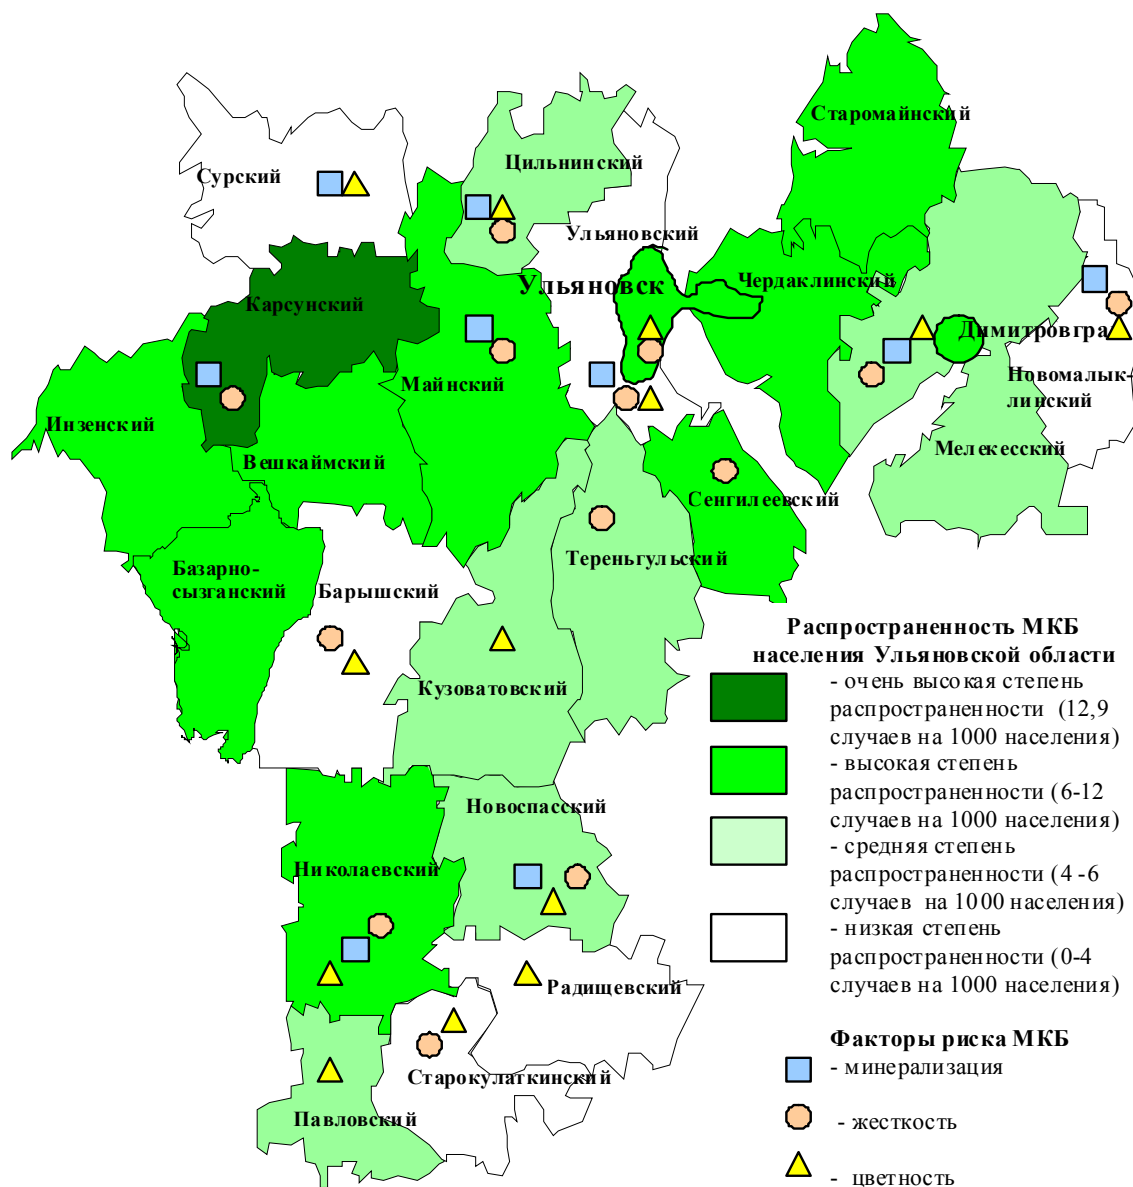 Старомайнский
Цильнинский
Сурский
Ульяновский
Ульяновск
Чердаклинский
Карсунский
Димитровгра
Майнский
Новомалык-
линский
Инзенский
Вешкаймский
Мелекесский
Сенгилеевский
Тереньгульский
Базарно-
сызганский
Барышский
Кузоватовский
Новоспасский
Николаевский
Радищевский
Старокулаткинский
Павловский
Распространенность МКБ
населения Ульяновской области
- очень высокая степень
распространенности (12,9
случаев на 1000 населения)
- высокая степень
распространенности (6-12
случаев на 1000 населения)
- средняя степень
распространенности (4 -6
случаев на 1000 населения)
- низкая степень
распространенности (0-4
случаев на 1000 населения)
Факторы риска МКБ
- минерализация
- жесткость
- цветность